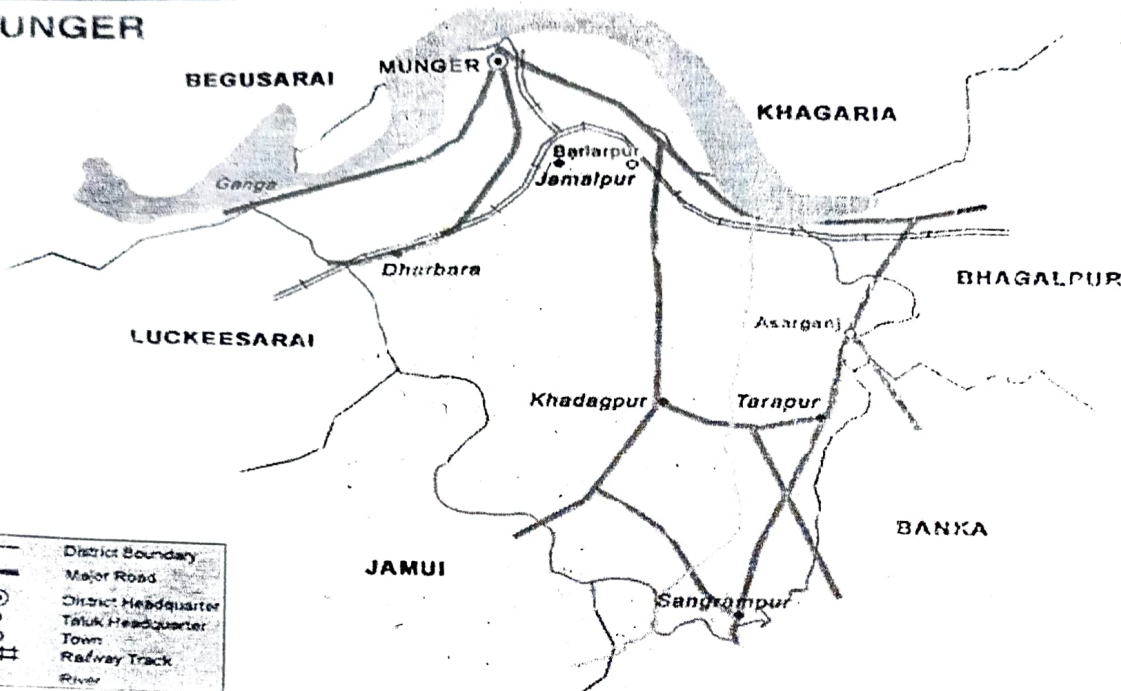 UNGER
BEGUSARAI
MUNGER
KHAGARIA
Bariarpur
Jamalpur
Ganga
Dharbara
BHAGALPUR
Asarganj
LUCKEESARAI
Khadagpur
Tarapur
BANKA
JAMUI
Sangrampur
District Boundary
Major Road
District Headquarter
Taluk Headquarter
Town
Railway Track
River